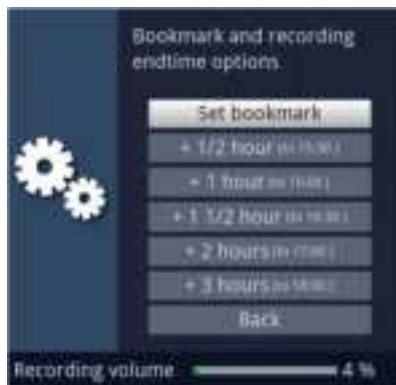 Bookmark and recording
endtime options
Set bookmark
+ 1/2 hour
+ 1 hour
+ 1 1/2 hour
+ 2 hours
+ 3 hours
Back
Recording volume 4 %